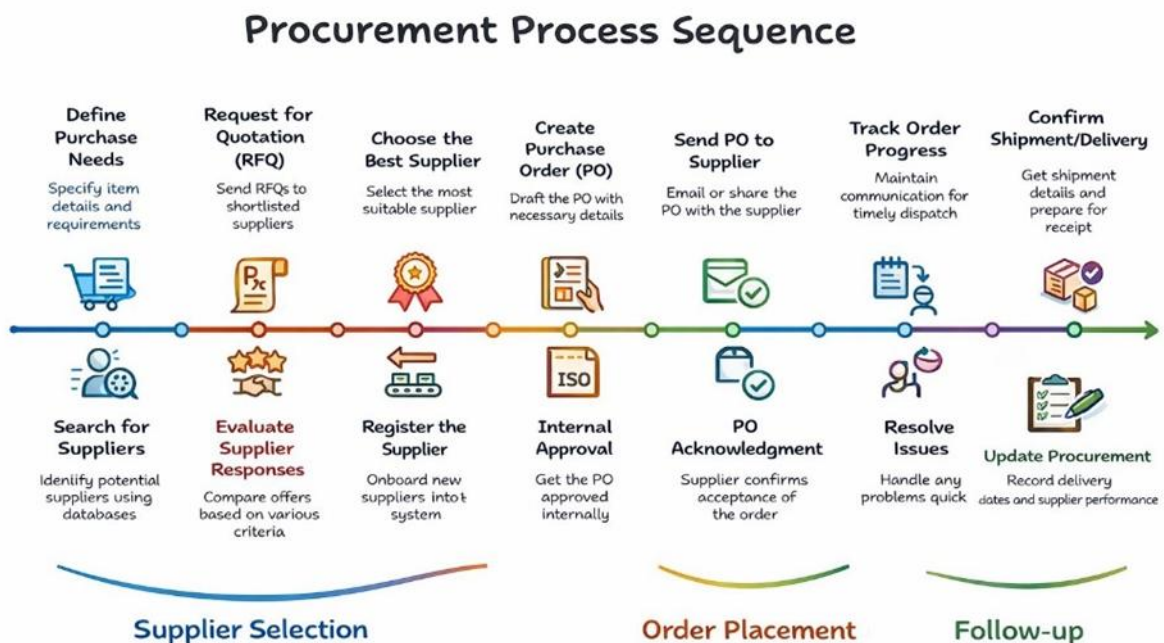 Procurement Process Sequence
Define
Purchase
Needs
Specify item
details and
requirements
Request for
Quotation
(RFQ)
Send RFQs to
shortlisted
suppliers
Choose the
Best Supplier
Select the most
suitable supplier
Create
Purchase
Order (PO)
Draft the PO with
necessary details
Send PO to
Supplier
Email or share the
PO with the supplier
Track Order
Progress
Maintain
communication for
timely dispatch
Confirm
Shipment/Delivery
Get shipment
details and
prepare for
receipt
ISO
Search for
Suppliers
Identify potential
suppliers using
databases
Evaluate
Supplier
Responses
Compare offers
based on various
criteria
Register the
Supplier
Onboard new
suppliers into t
system
Internal
Approval
Get the PO
approved
internally
PO
Acknowledgment
Supplier confirms
acceptance of
the order
Resolve
Issues
Handle any
problems quick
Update Procurement
Record delivery
dates and supplier performance
Supplier Selection
Order Placement
Follow-up